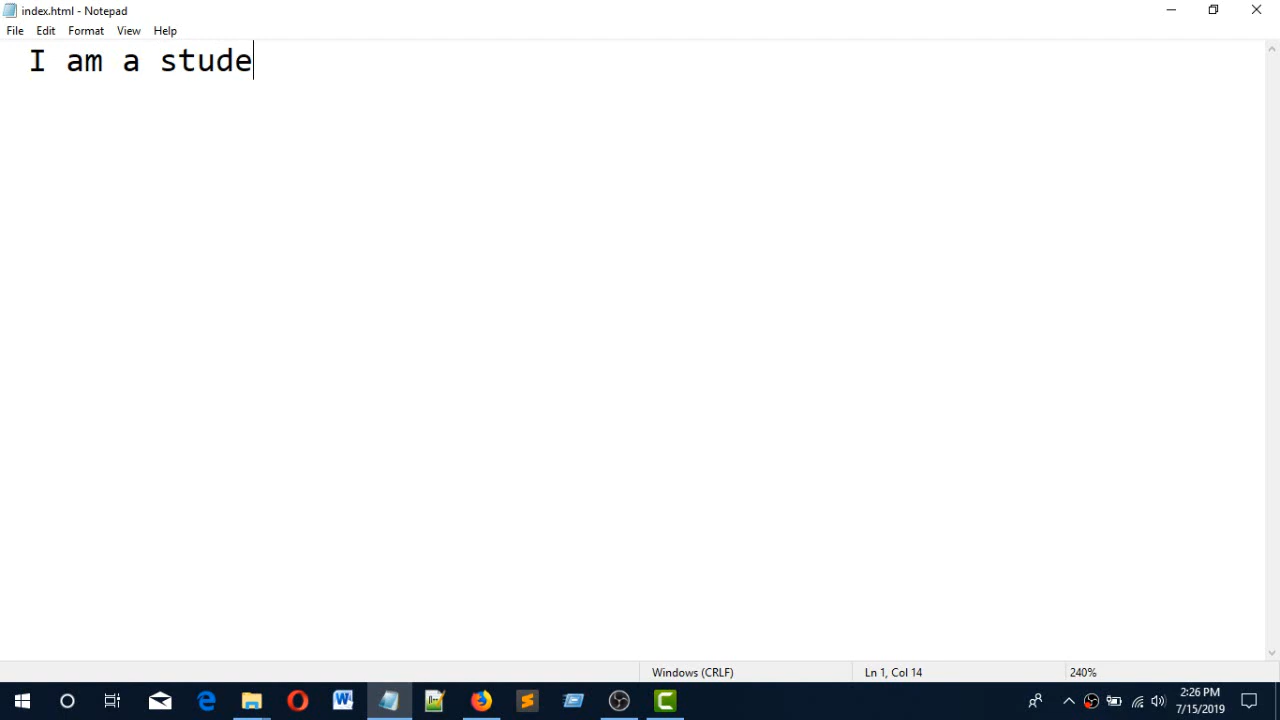 index.html - Notepad
File Edit Format View Help
I am a stude
Windows (CRLF) Ln 1, Col 14 240%
2:26 PM
7/15/2019